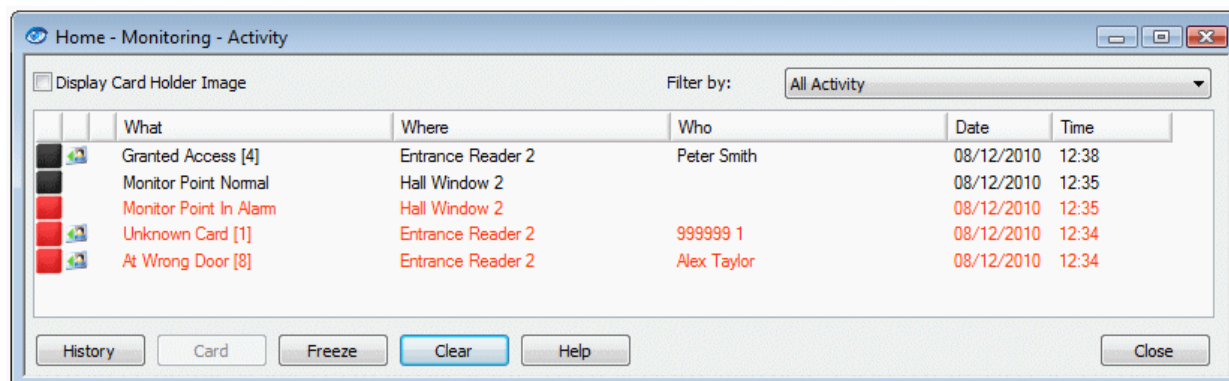 Home - Monitoring - Activity
Display Card Holder Image Filter by: All Activity
What Where Who Date Time
Granted Access [4] Entrance Reader 2 Peter Smith 08/12/2010 12:38
Monitor Point Normal Hall Window 2 08/12/2010 12:35
Monitor Point In Alarm Hall Window 2 08/12/2010 12:35
Unknown Card [1] Entrance Reader 2 999999 1 08/12/2010 12:34
At Wrong Door [8] Entrance Reader 2 Alex Taylor 08/12/2010 12:34
History Card Freeze Clear Help Close